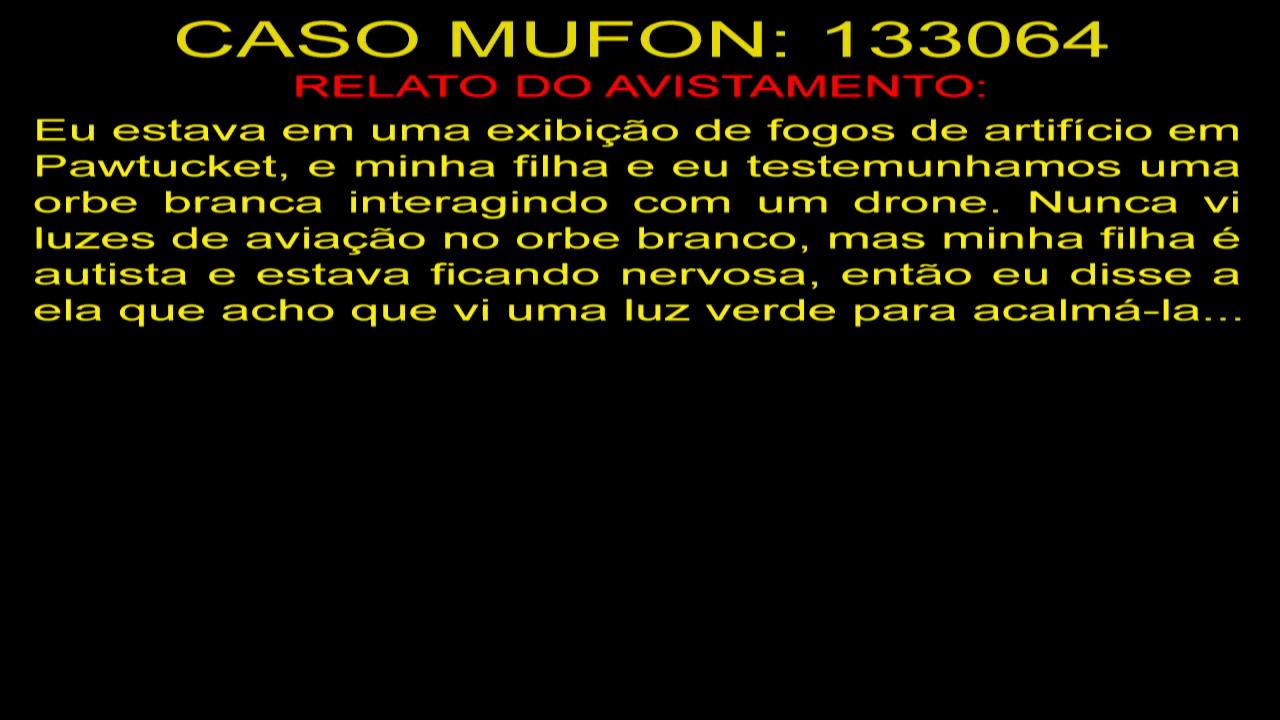 CASO MUFON: 133064
RELATO DO AVISTAMENTO:
Eu estava em uma exibição de fogos de artifício em
Pawtucket, e minha filha e eu testemunhamos uma
orbe branca interagindo com um drone. Nunca vi
luzes de aviação no orbe branco, mas minha filha é
autista e estava ficando nervosa, então eu disse a
ela que acho que vi uma luz verde para acalmá-la...